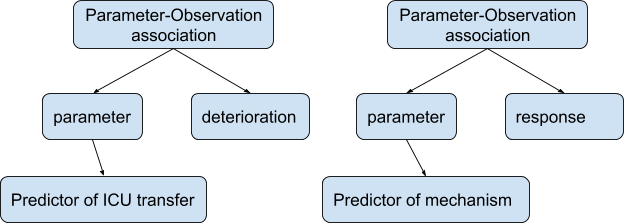 Parameter-Observation
association
parameter
deterioration
Predictor of ICU transfer
Parameter-Observation
association
parameter
response
Predictor of mechanism